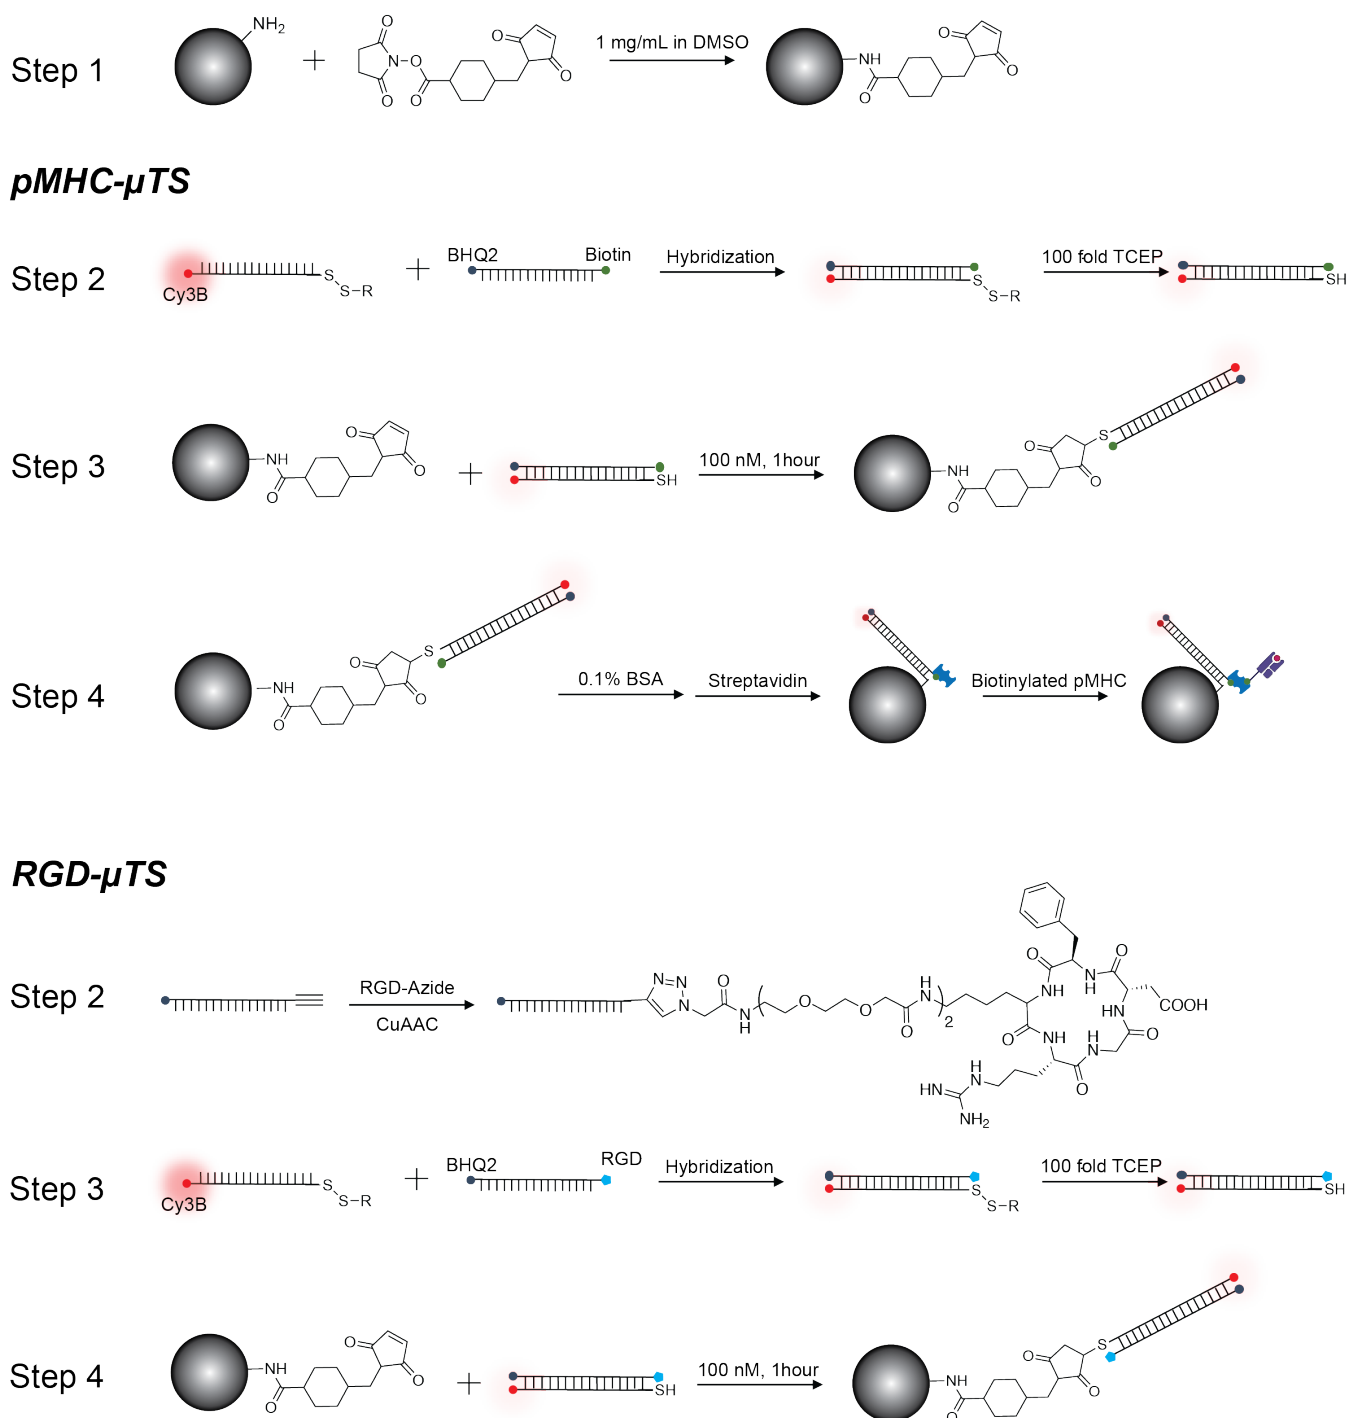 Step 1
NH2
+
O
O
N
O
O
O
O
O
1 mg/mL in DMSO
NH
O
O
O
pMHC-μTS
Step 2
Cy3B
S
S–R
+
BHQ2
Biotin
Hybridization
S
S–R
100 fold TCEP
SH
Step 3
NH
O
O
O
+
SH
100 nM, 1hour
NH
O
O
O
S
Step 4
NH
O
O
O
S
0.1% BSA
Streptavidin
Biotinylated pMHC
RGD-μTS
Step 2
RGD-Azide
CuAAC
N
N
N
O
N
H
O
O
O
H
N
2
O
NH
O
N
H
O
COOH
HN
O
H
N
O
NH
O
H
N
HN
NH2
Step 3
Cy3B
S
S–R
+
BHQ2
RGD
Hybridization
S
S–R
100 fold TCEP
SH
Step 4
NH
O
O
O
+
SH
100 nM, 1hour
NH
O
O
O
S